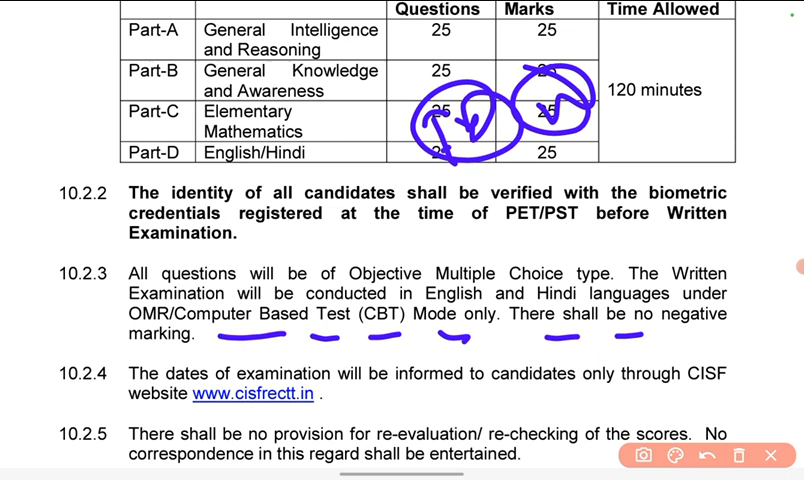 Questions Marks Time Allowed
Part-A General Intelligence 25 25
and Reasoning
Part-B General Knowledge 25 25
and Awareness
120 minutes
Part-C Elementary 25 25
Mathematics
Part-D English/Hindi 25 25
10.2.2 The identity of all candidates shall be verified with the biometric
credentials registered at the time of PET/PST before Written
Examination.
10.2.3 All questions will be of Objective Multiple Choice type. The Written
Examination will be conducted in English and Hindi languages under
OMR/Computer Based Test (CBT) Mode only. There shall be no negative
marking.
10.2.4 The dates of examination will be informed to candidates only through CISF
website www.cisfrectt.in .
10.2.5 There shall be no provision for re-evaluation/ re-checking of the scores. No
correspondence in this regard shall be entertained.